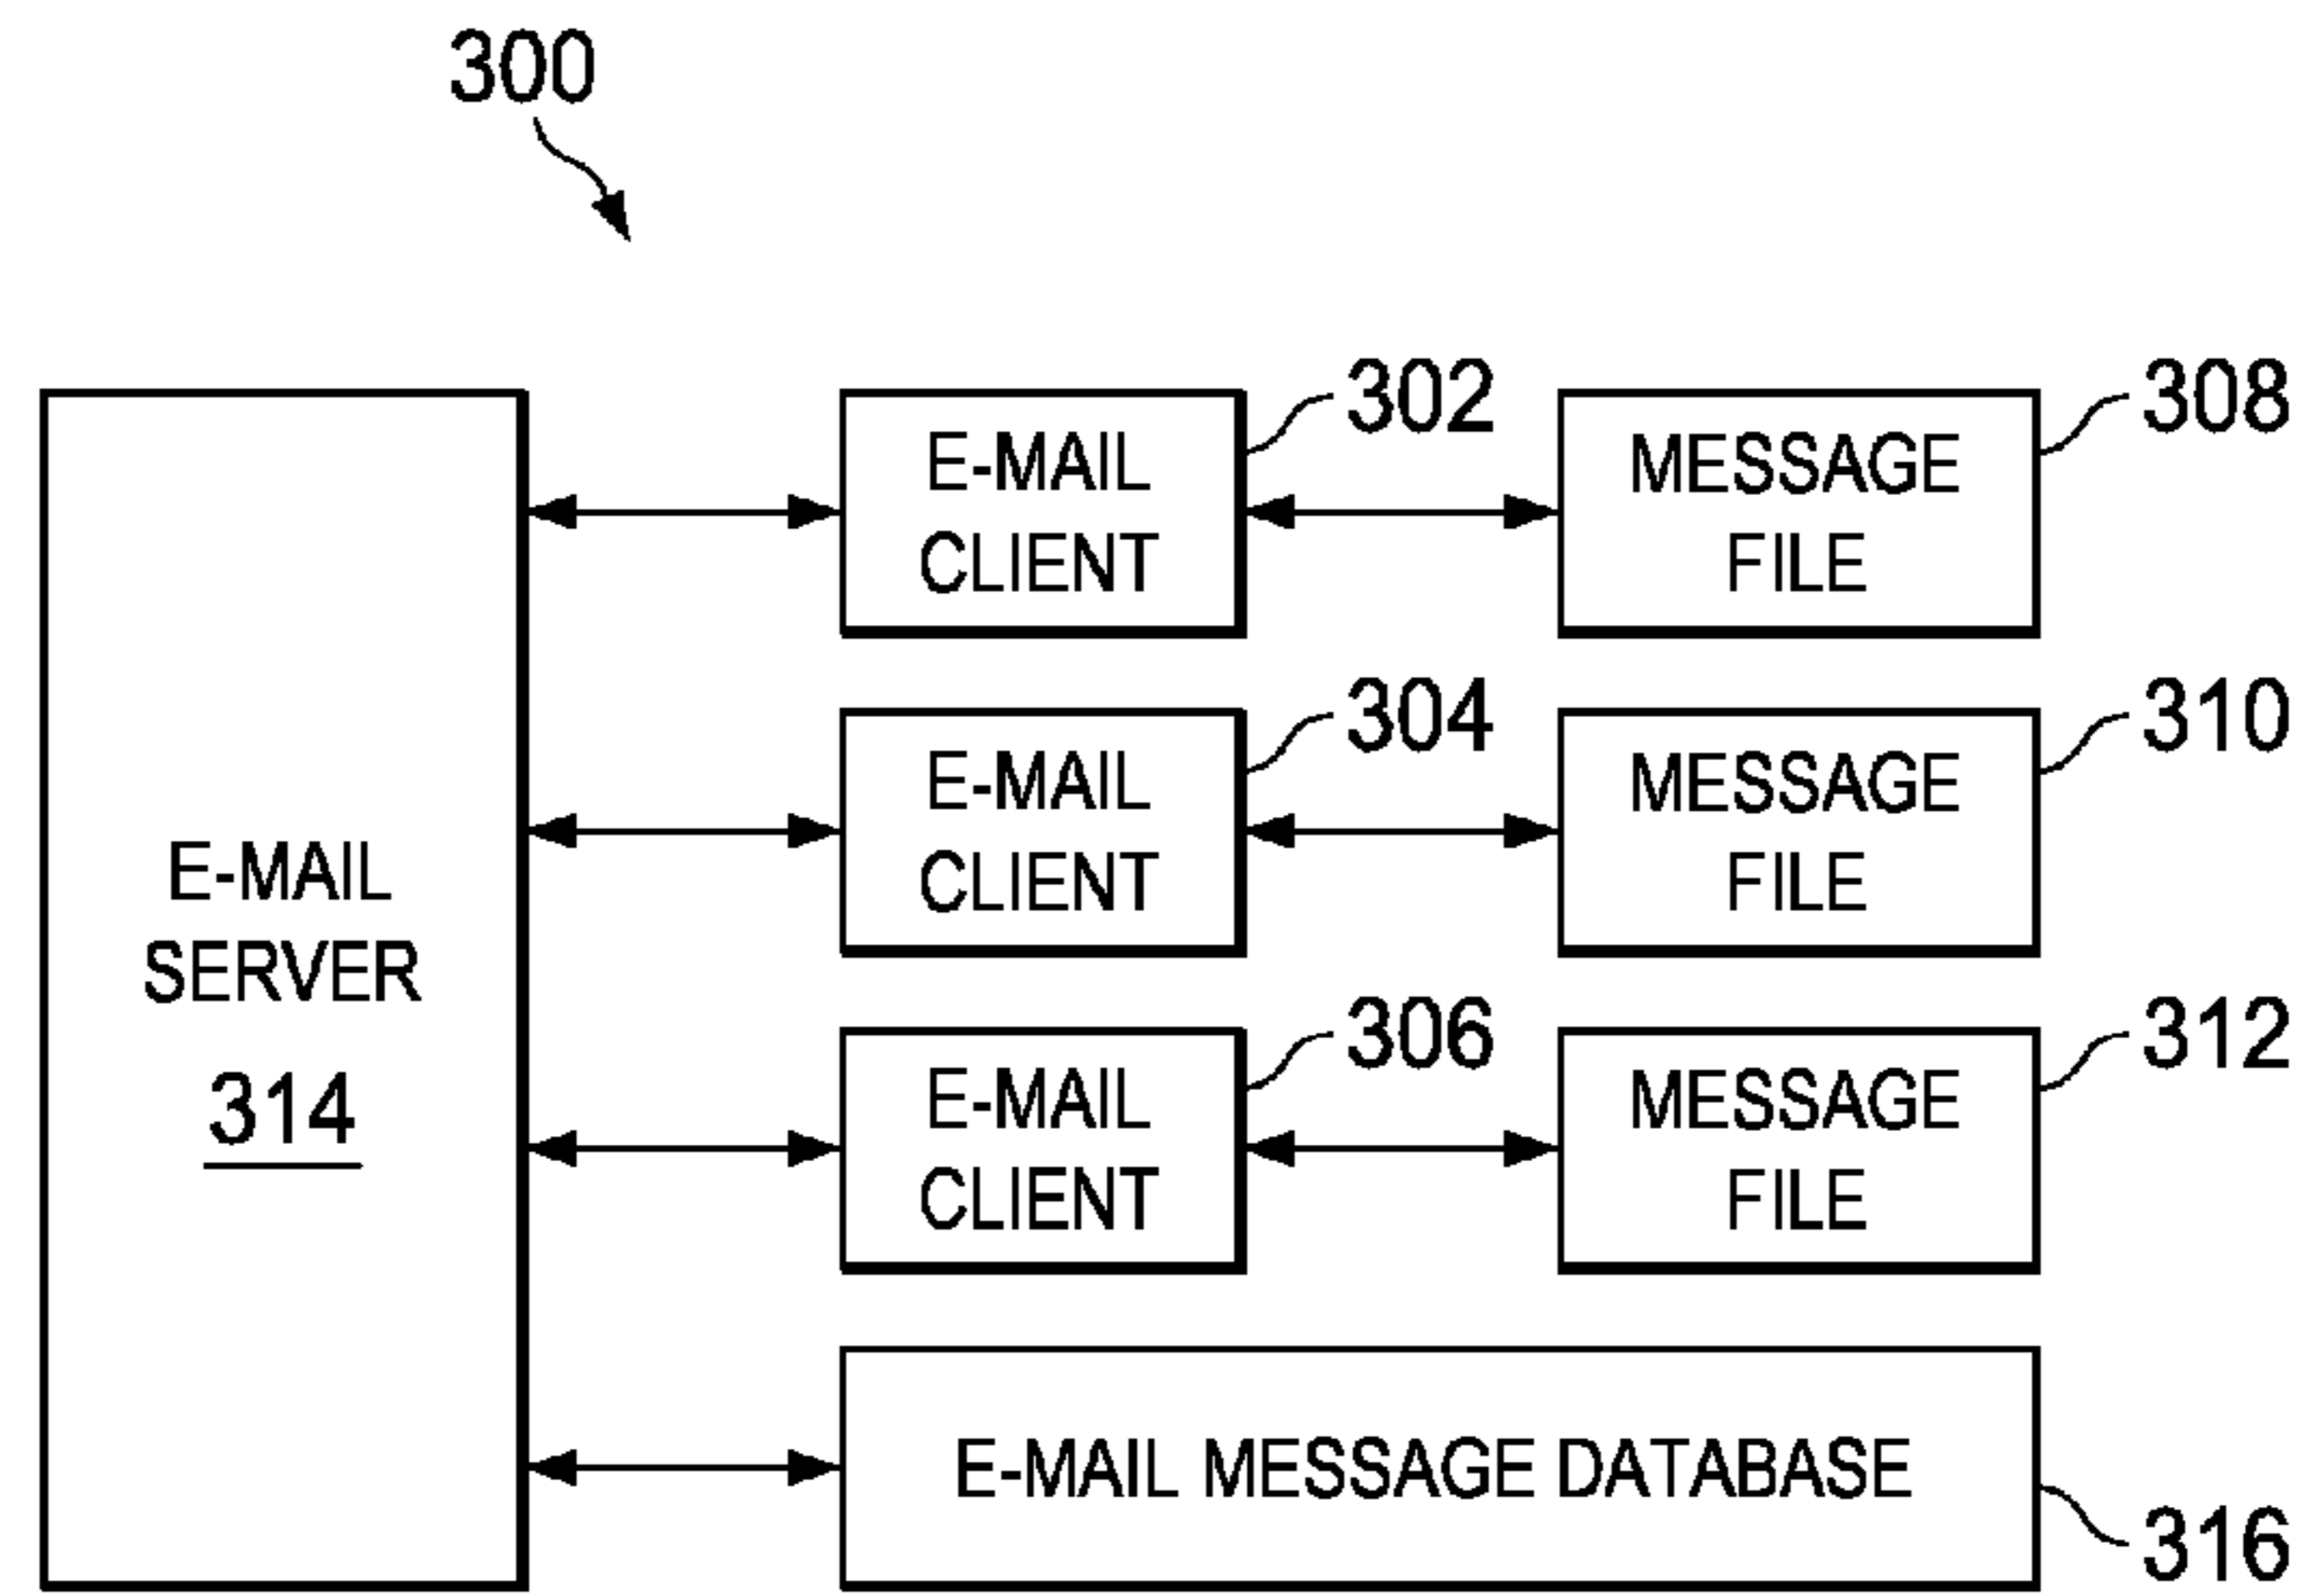 300
E-MAIL
SERVER
314
E-MAIL
CLIENT
302
MESSAGE
FILE
308
E-MAIL
CLIENT
304
MESSAGE
FILE
310
E-MAIL
CLIENT
306
MESSAGE
FILE
312
E-MAIL MESSAGE DATABASE
316